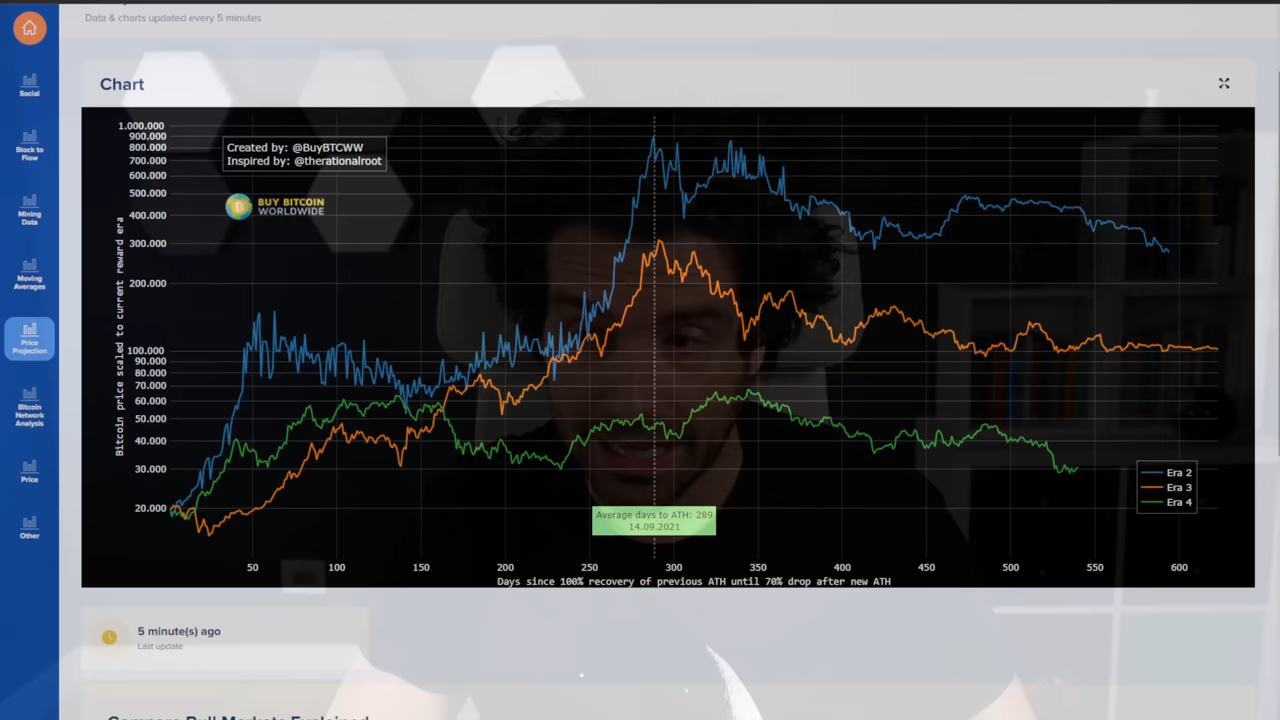 Data & charts updated every 5 minutes
Social
Stock to
Flow
Mining
Data
Moving
Averages
Price
Projection
Bitcoin
Network
Analysis
Price
Other
Chart
Created by: @BuyBTCWW
Inspired by: @therationalroot
BUY BITCOIN
WORLDWIDE
Bitcoin price scaled to current reward era
1.000.000
900.000
800.000
700.000
600.000
500.000
400.000
300.000
200.000
100.000
90.000
80.000
70.000
60.000
50.000
40.000
30.000
20.000
Era 2
Era 3
Era 4
Average days to ATH: 289
14.09.2021
50 100 150 200 250 300 350 400 450 500 550 600
Days since 100% recovery of previous ATH until 70% drop after new ATH
5 minute(s) ago
Last update
Compare Bull Markets Explained